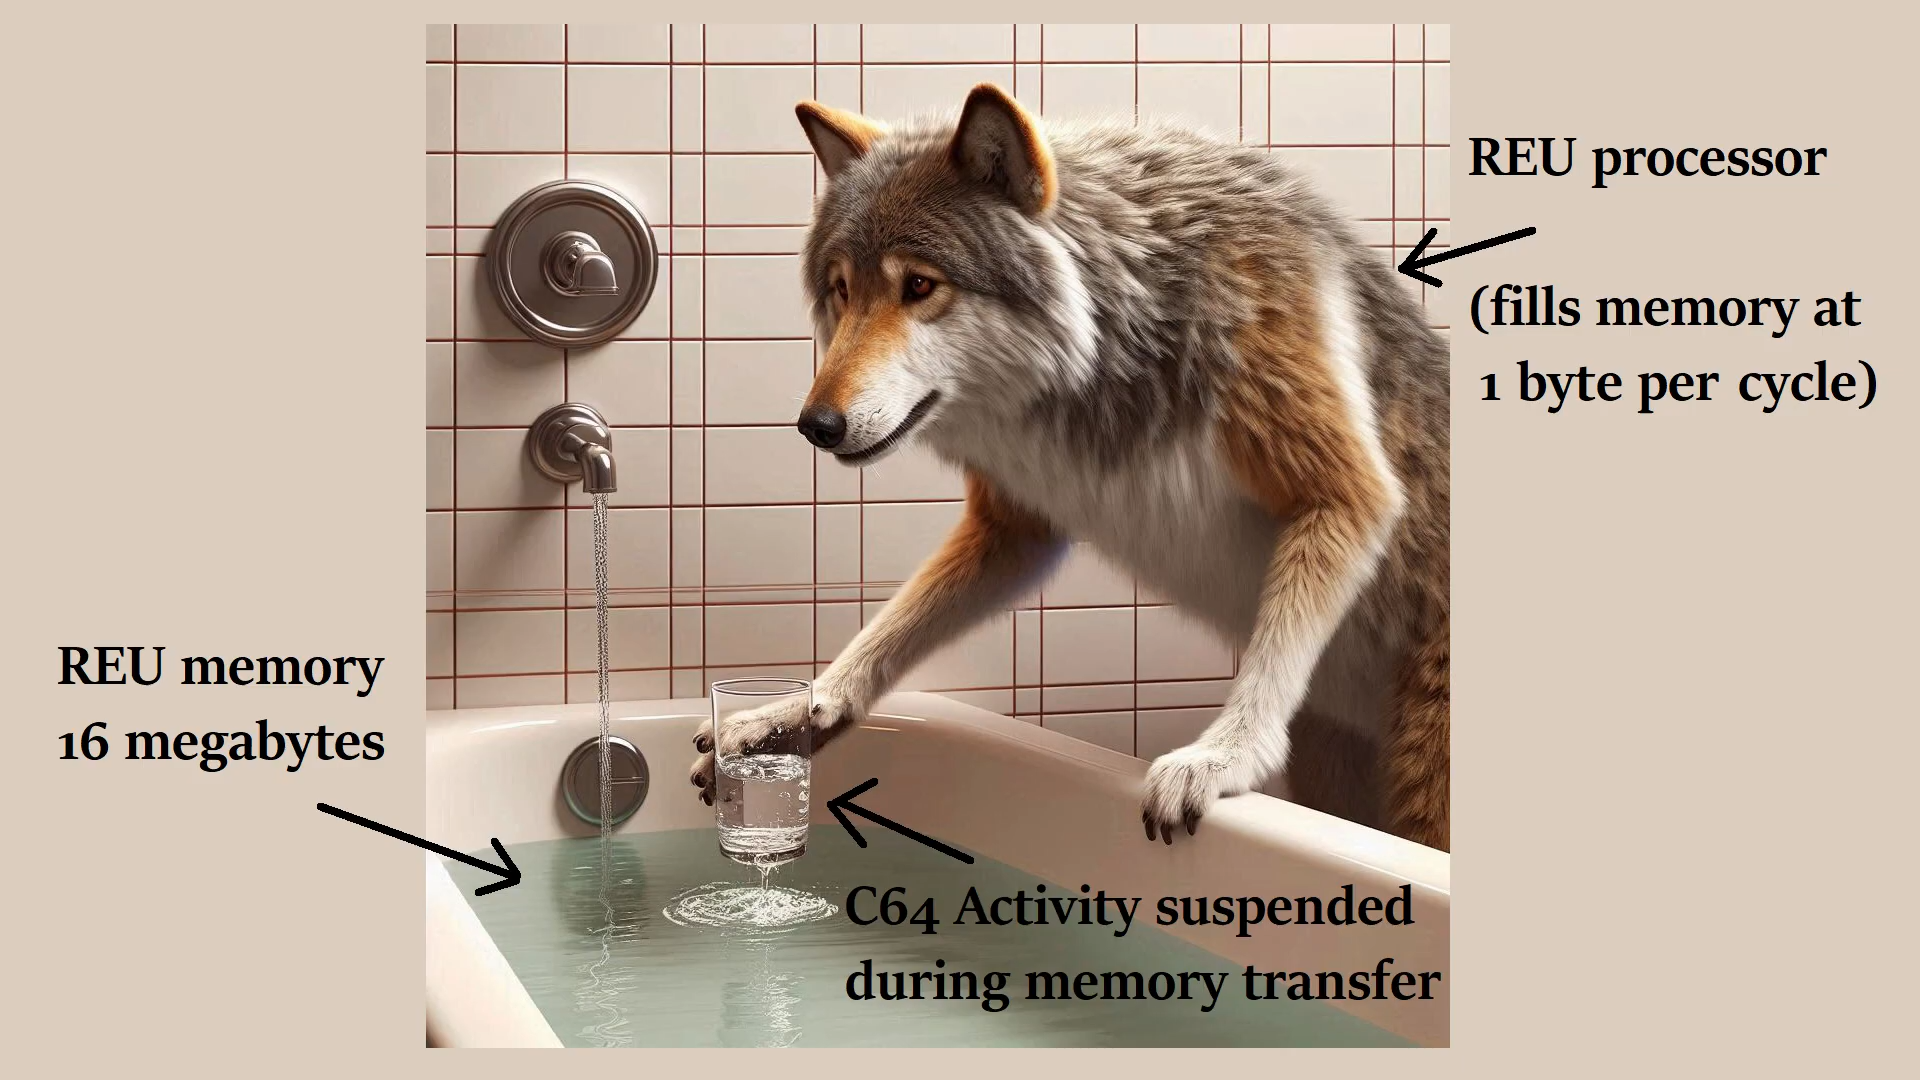 REU processor
(fills memory at
1 byte per cycle)
REU memory
16 megabytes
C64 Activity suspended
during memory transfer